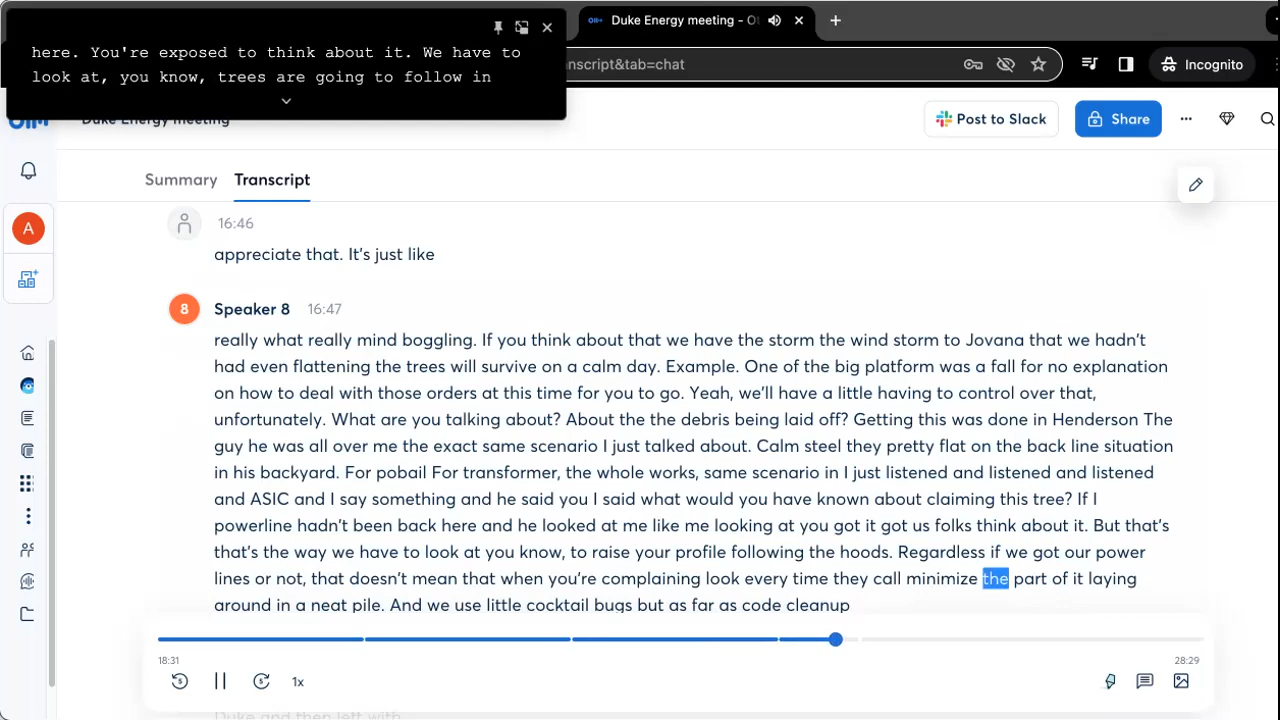 here. You're exposed to think about it. We have to
look at, you know, trees are going to follow in
Duke Energy meeting - O
nscript&tab=chat
Incognito
Duke Energy meeting
Post to Slack
Share
Summary
Transcript
A
16:46
appreciate that. It's just like
8
Speaker 8
16:47
really what really mind boggling. If you think about that we have the storm the wind storm to Jovana that we hadn't
had even flattening the trees will survive on a calm day. Example. One of the big platform was a fall for no explanation
on how to deal with those orders at this time for you to go. Yeah, we'll have a little having to control over that,
unfortunately. What are you talking about? About the the debris being laid off? Getting this was done in Henderson The
guy he was all over me the exact same scenario I just talked about. Calm steel they pretty flat on the back line situation
in his backyard. For pobail For transformer, the whole works, same scenario in I just listened and listened and listened
and ASIC and I say something and he said you I said what would you have known about claiming this tree? If I
powerline hadn't been back here and he looked at me like me looking at you got it got us folks think about it. But that's
that's the way we have to look at you know, to raise your profile following the hoods. Regardless if we got our power
lines or not, that doesn't mean that when you're complaining look every time they call minimize the part of it laying
around in a neat pile. And we use little cocktail bugs but as far as code cleanup
18:31
28:29
5
5
1x
Duke and then left with